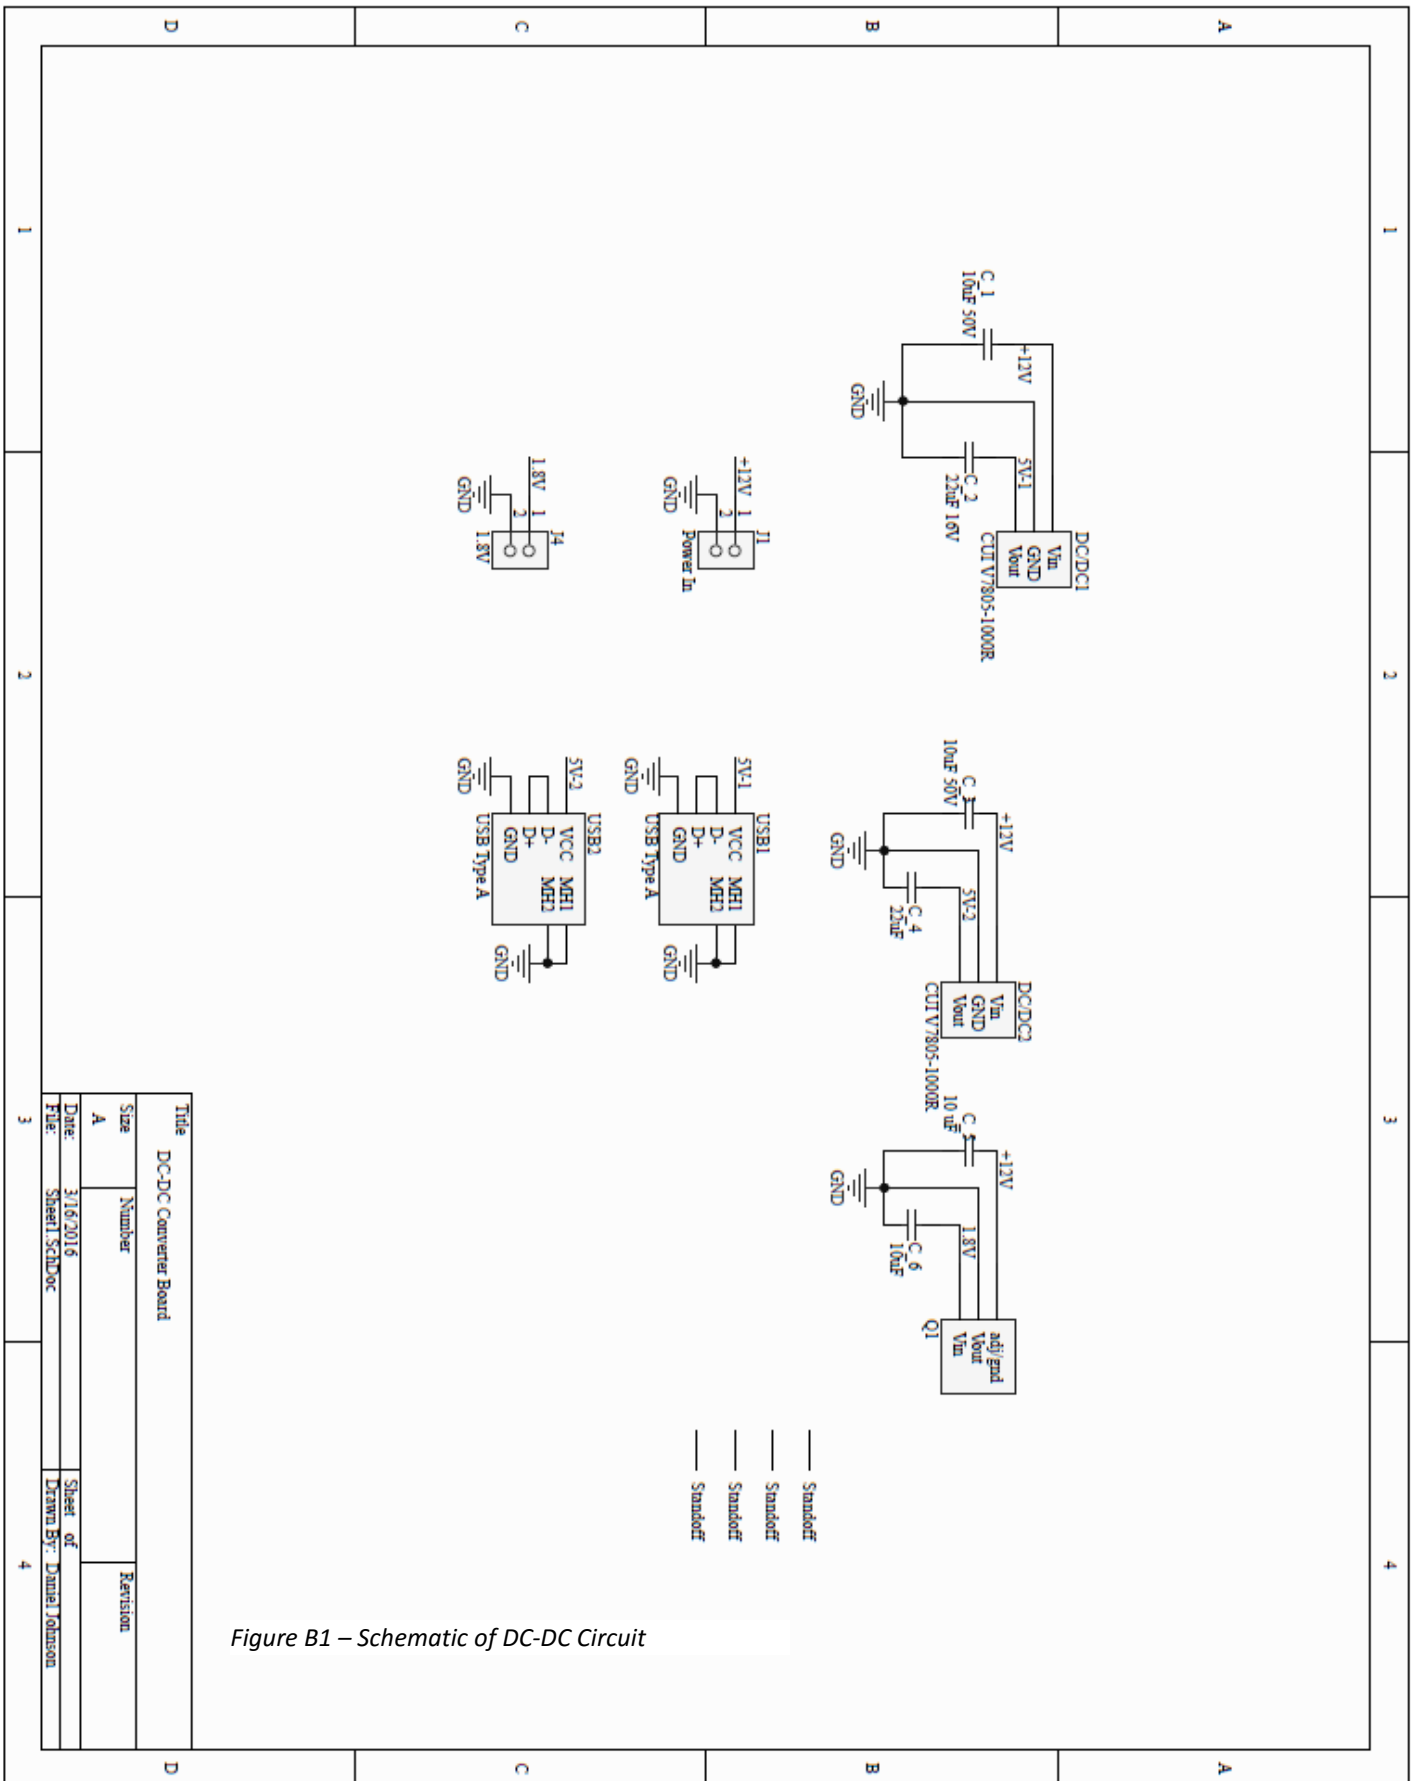 1
2
3
4
A
A
B
B
C
C
D
D
1
2
3
4
DC/DC1
Vin
GND
Vout
CUI V7805-1000R
C_1
10uF 50V
+12V
5V-1
C_2
22uF 16V
GND
DC/DC2
Vin
GND
Vout
CUI V7805-1000R
C_3
10uF 50V
+12V
5V-2
C_4
22uF
GND
adj/gnd
Vout
Vin
Q1
C_5
10 uF
+12V
1.8V
C_6
10uF
GND
J1
+12V 1
2
GND
Power In
USB1
5V-1
VCC MH1
D- MH2
D+
GND
USB Type A
GND
GND
Standoff
Standoff
Standoff
Standoff
J4
1.8V 1
2
GND
1.8V
USB2
5V-2
VCC MH1
D- MH2
D+
GND
USB Type A
GND
GND
Title
DC-DC Converter Board
Size
A
Number
Revision
Date: 3/16/2016
Sheet of
File: Sheet1.SchDoc
Drawn By: Daniel Johnson
Figure B1 – Schematic of DC-DC Circuit